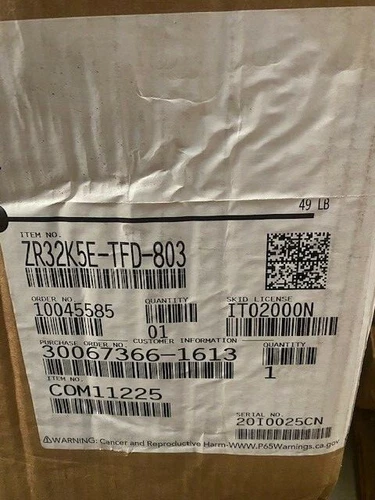 49 LB
ITEM NO.
ZR32K5E-TFD-803
ORDER NO. QUANTITY SKID LICENSE
10045585 01 IT02000N
CUSTOMER INFORMATION
PURCHASE ORDER NO. QUANTITY
30067366-1613 1
ITEM NO.
COM11225
SERIAL NO.
20I0025CN
⚠WARNING: Cancer and Reproductive Harm-WWW.P65Warnings.ca.gov